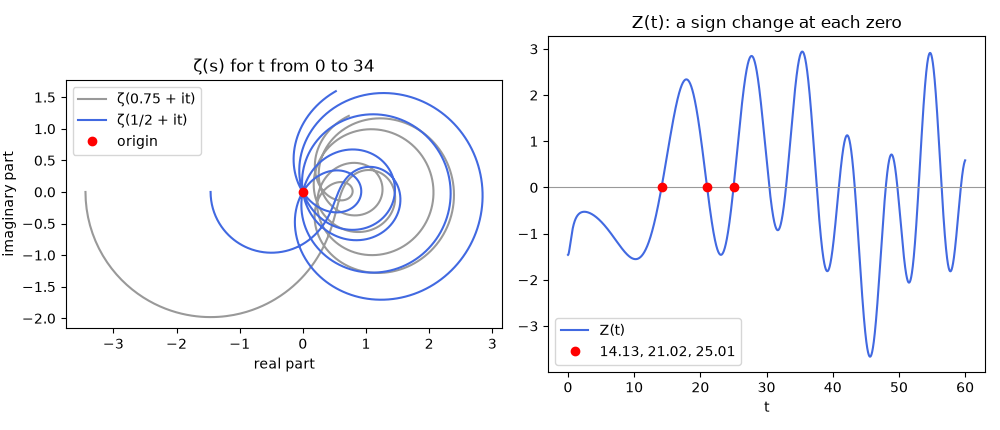 ζ(s) for t from 0 to 34
ζ(0.75 + it)
ζ(1/2 + it)
origin
imaginary part
1.5
1.0
0.5
0.0
−0.5
−1.0
−1.5
−2.0
−3
−2
−1
0
1
2
3
real part
Z(t): a sign change at each zero
3
2
1
0
−1
−2
−3
Z(t)
14.13, 21.02, 25.01
0
10
20
30
40
50
60
t